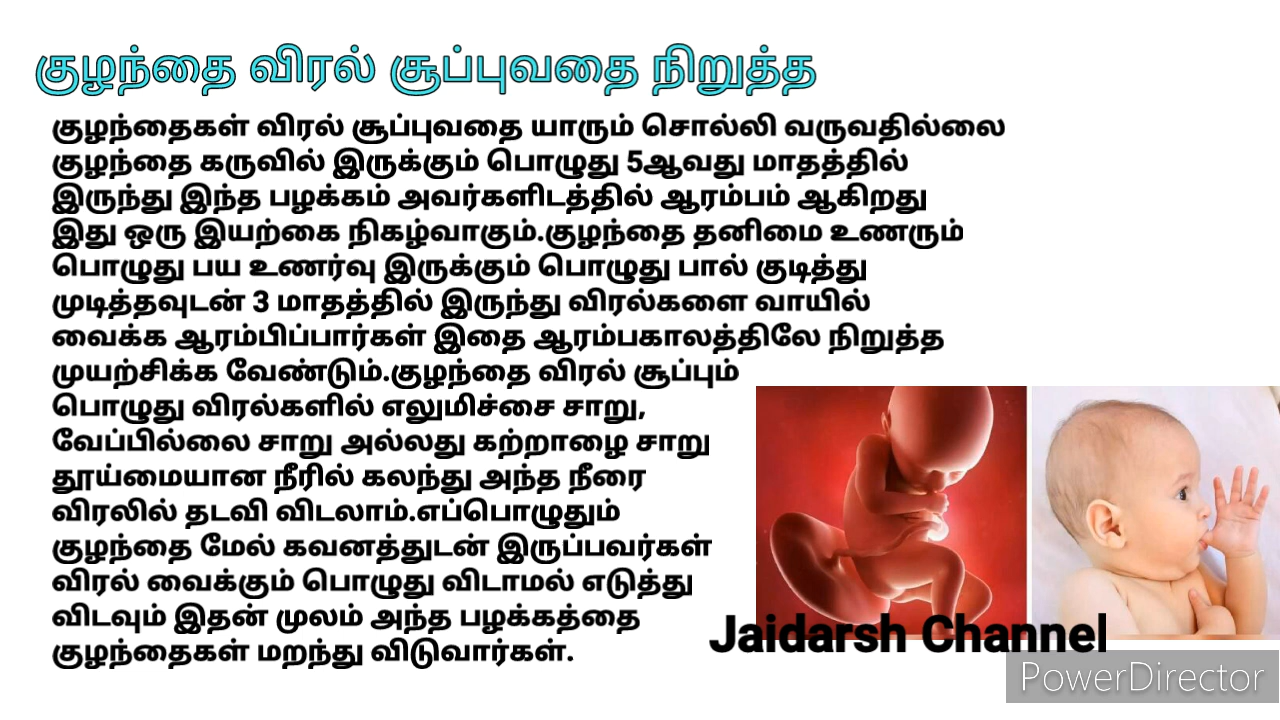 குழந்தை விரல் சூப்புவதை நிறுத்த
குழந்தைகள் விரல் சூப்புவதை யாரும் சொல்லி வருவதில்லை
குழந்தை கருவில் இருக்கும் பொழுது 5ஆவது மாதத்தில்
இருந்து இந்த பழக்கம் அவர்களிடத்தில் ஆரம்பம் ஆகிறது
இது ஒரு இயற்கை நிகழ்வாகும்.குழந்தை தனிமை உணரும்
பொழுது பய உணர்வு இருக்கும் பொழுது பால் குடித்து
முடித்தவுடன் 3 மாதத்தில் இருந்து விரல்களை வாயில்
வைக்க ஆரம்பிப்பார்கள் இதை ஆரம்பகாலத்திலே நிறுத்த
முயற்சிக்க வேண்டும்.குழந்தை விரல் சூப்பும்
பொழுது விரல்களில் எலுமிச்சை சாறு,
வேப்பில்லை சாறு அல்லது கற்றாழை சாறு
தூய்மையான நீரில் கலந்து அந்த நீரை
விரலில் தடவி விடலாம்.எப்பொழுதும்
குழந்தை மேல் கவனத்துடன் இருப்பவர்கள்
விரல் வைக்கும் பொழுது விடாமல் எடுத்து
விடவும் இதன் முலம் அந்த பழக்கத்தை
குழந்தைகள் மறந்து விடுவார்கள்.
Jaidarsh Channel
PowerDirector